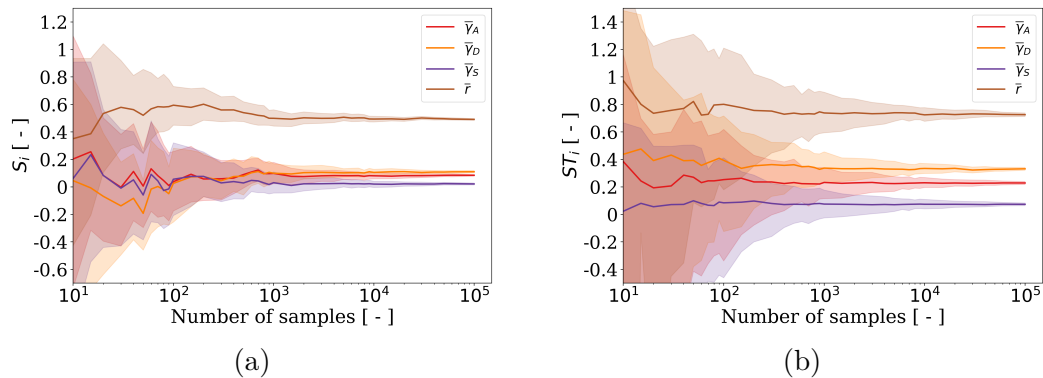 1.2
1
0.8
0.6
0.4
0.2
0
-0.2
-0.4
-0.6
S_i [ - ]
10^1 10^2 10^3 10^4 10^5
Number of samples [ - ]
γ̅_A
γ̅_D
γ̅_S
r̅
(a)
1.4
1.2
1
0.8
0.6
0.4
0.2
0
-0.2
-0.4
ST_i [ - ]
10^1 10^2 10^3 10^4 10^5
Number of samples [ - ]
γ̅_A
γ̅_D
γ̅_S
r̅
(b)